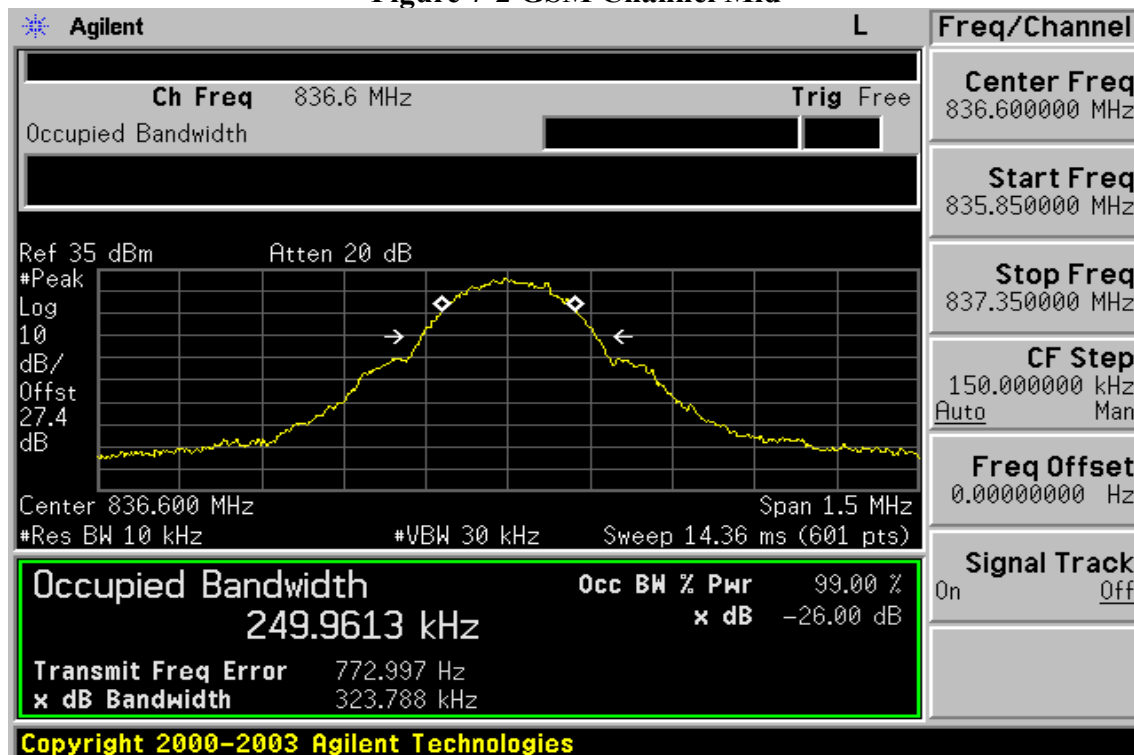 Figure 7-2 GSM Channel Mid
Agilent L Freq/Channel
Ch Freq 836.6 MHz Trig Free
Occupied Bandwidth
Center Freq
836.600000 MHz
Start Freq
835.850000 MHz
Stop Freq
837.350000 MHz
CF Step
150.000000 kHz
Auto Man
Freq Offset
0.00000000 Hz
Signal Track
On Off
Ref 35 dBm Atten 20 dB
#Peak
Log
10
dB/
Offst
27.4
dB
Center 836.600 MHz Span 1.5 MHz
#Res BW 10 kHz #VBW 30 kHz Sweep 14.36 ms (601 pts)
Occupied Bandwidth Occ BW % Pwr 99.00 %
249.9613 kHz x dB -26.00 dB
Transmit Freq Error 772.997 Hz
x dB Bandwidth 323.788 kHz
Copyright 2000-2003 Agilent Technologies